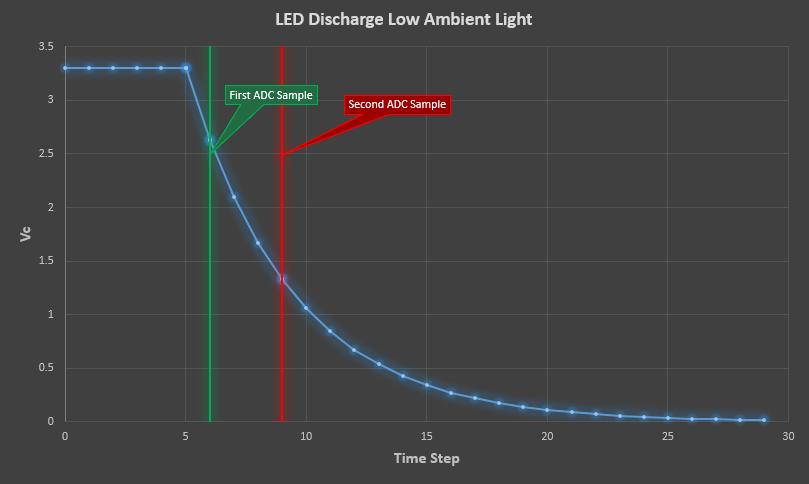 LED Discharge Low Ambient Light
3.5
3
2.5
2
1.5
1
0.5
0
Vc
First ADC Sample
Second ADC Sample
0 5 10 15 20 25 30
Time Step